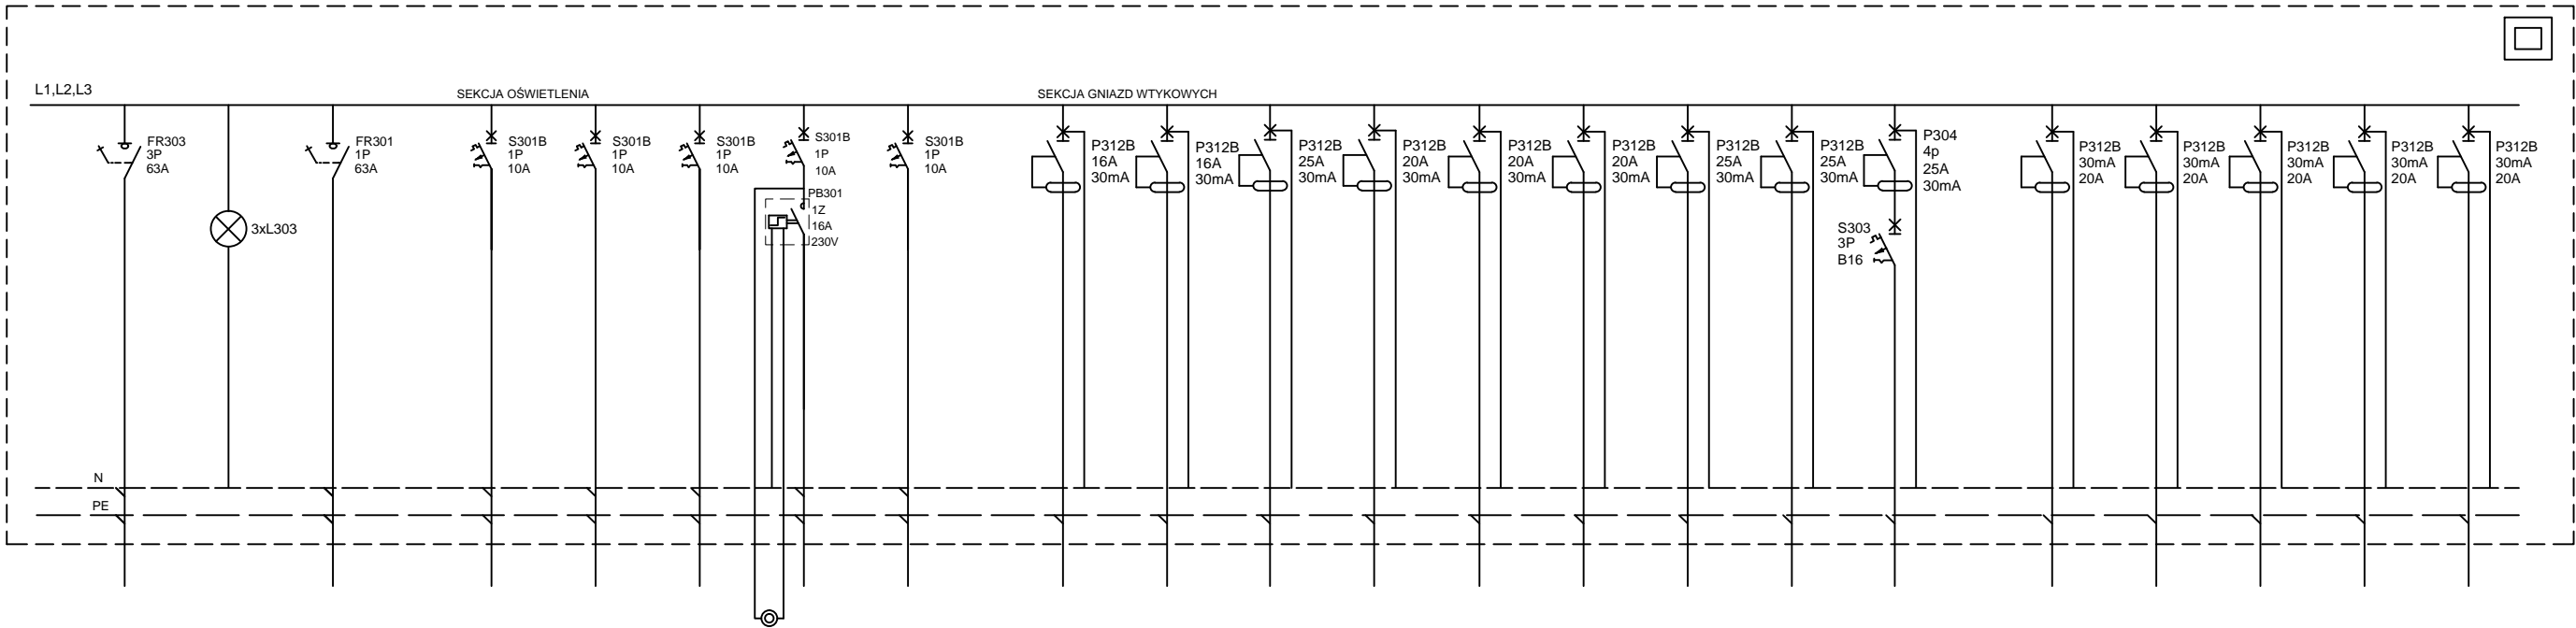 L1,L2,L3
SEKCJA OŚWIETLENIA
SEKCJA GNIAZD WTYKOWYCH
FR303
3P
63A
3xL303
FR301
1P
63A
S301B
1P
10A
S301B
1P
10A
S301B
1P
10A
S301B
1P
10A
PB301
1Z
16A
230V
S301B
1P
10A
P312B
16A
30mA
P312B
16A
30mA
P312B
25A
30mA
P312B
20A
30mA
P312B
20A
30mA
P312B
20A
30mA
P312B
25A
30mA
P312B
25A
30mA
P304
4p
25A
30mA
S303
3P
B16
P312B
30mA
20A
P312B
30mA
20A
P312B
30mA
20A
P312B
30mA
20A
P312B
30mA
20A
N
PE